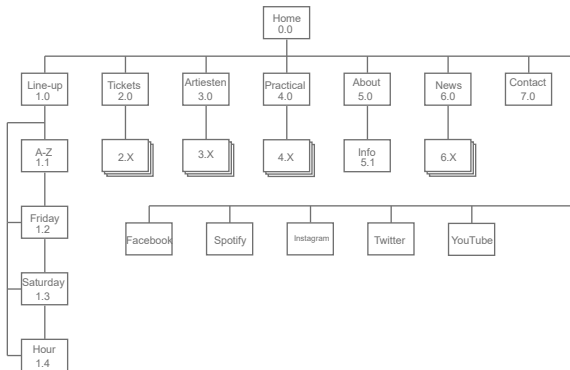 Home
0.0
Line-up
1.0
Tickets
2.0
Artiesten
3.0
Practical
4.0
About
5.0
News
6.0
Contact
7.0
A-Z
1.1
2.X
3.X
4.X
Info
5.1
6.X
Friday
1.2
Facebook
Spotify
Instagram
Twitter
YouTube
Saturday
1.3
Hour
1.4